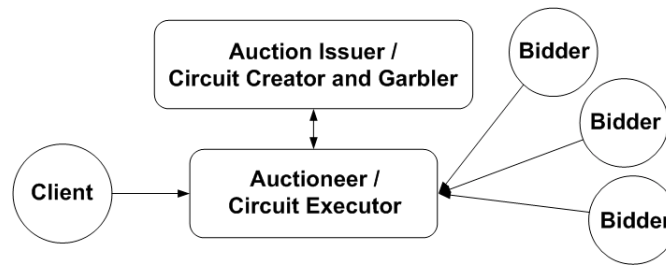 Auction Issuer /
Circuit Creator and Garbler
Bidder
Bidder
Client
Auctioneer /
Circuit Executor
Bidder